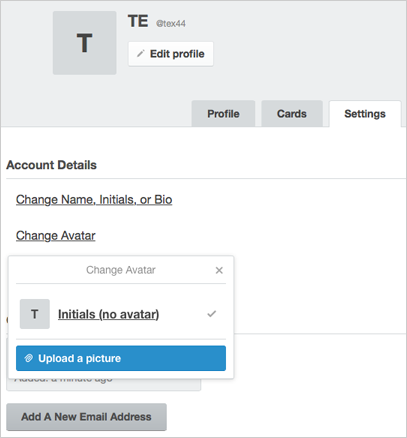 T
TE @tex44
Edit profile
Profile Cards Settings
Account Details
Change Name, Initials, or Bio
Change Avatar
Change Avatar ×
T Initials (no avatar) ✓
Upload a picture
Added: a minute ago
Add A New Email Address